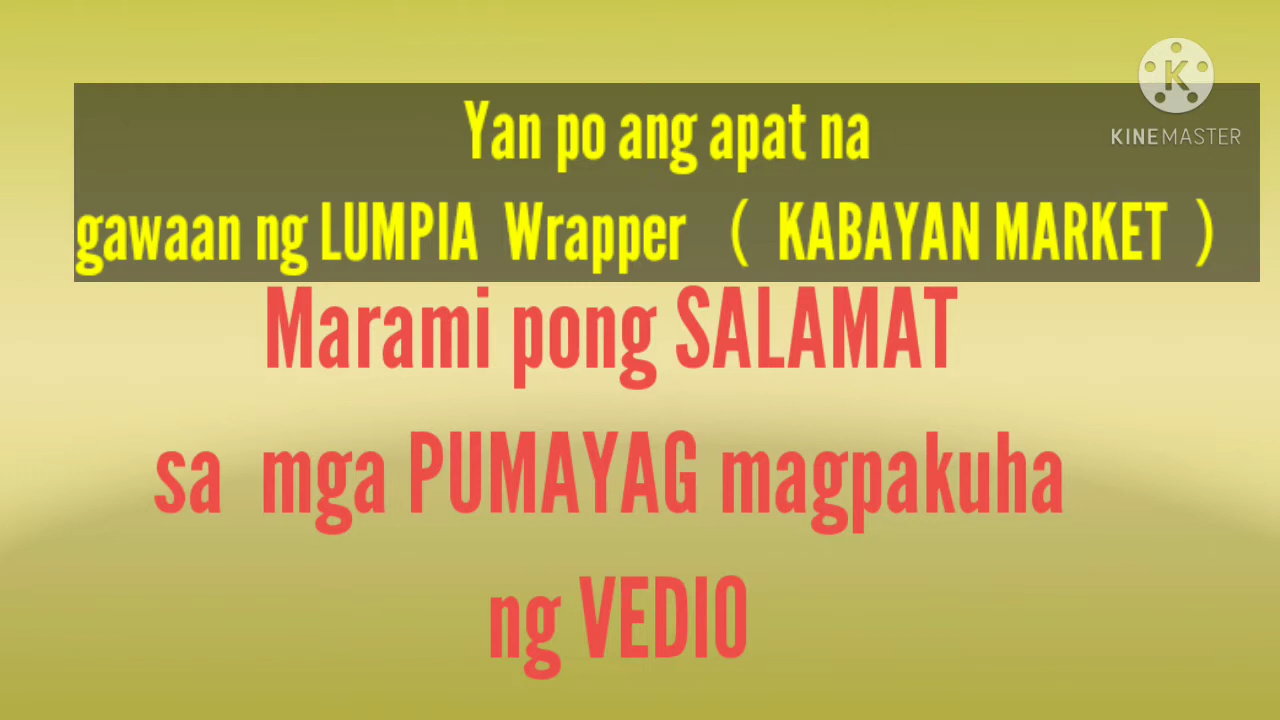 KINEMASTER
Yan po ang apat na
gawaan ng LUMPIA Wrapper ( KABAYAN MARKET )
Marami pong SALAMAT
sa mga PUMAYAG magpakuha
ng VEDIO